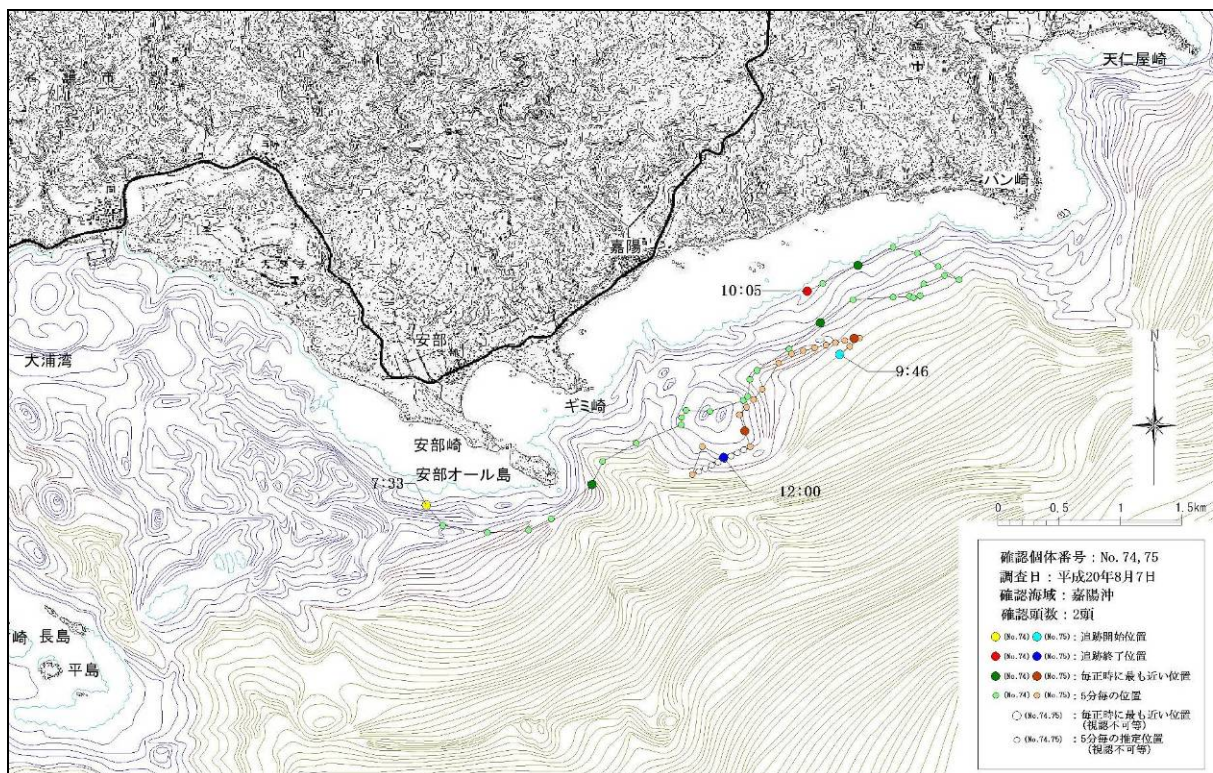 天仁屋崎
バン崎
嘉陽
10:05
9:46
安部
大浦湾
ギミ崎
安部崎
安部オール島
7:33
12:00
N
0 0.5 1 1.5km
長島
崎
平島
確認個体番号:No.74,75
調査日:平成20年8月7日
確認海域:嘉陽沖
確認頭数:2頭
(No.74) (No.75):追跡開始位置
(No.74) (No.75):追跡終了位置
(No.74) (No.75):毎正時に最も近い位置
(No.74) (No.75):5分毎の位置
(No.74.75):毎正時に最も近い位置
(視認不可等)
(No.74.75):5分毎の推定位置
(視認不可等)